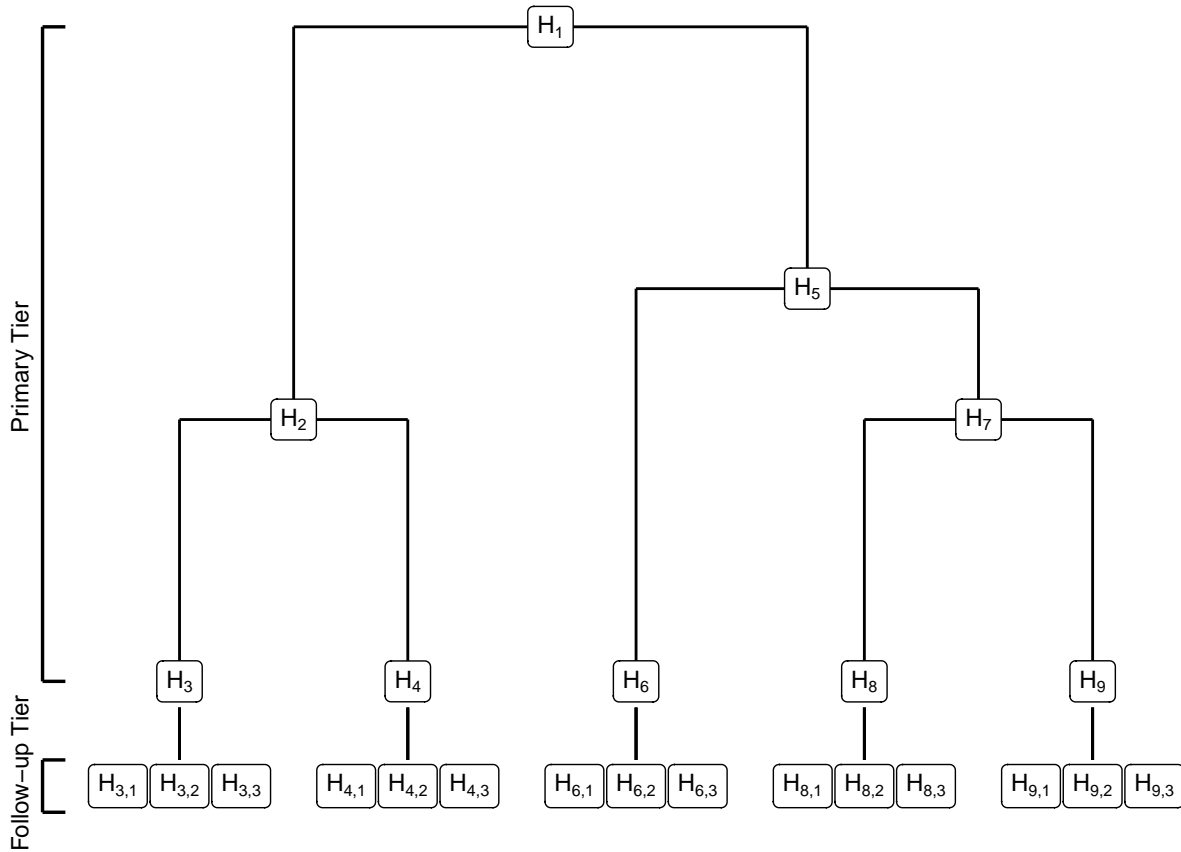 H1
H5
H2
H7
H3
H4
H6
H8
H9
H3,1 H3,2 H3,3 H4,1 H4,2 H4,3 H6,1 H6,2 H6,3 H8,1 H8,2 H8,3 H9,1 H9,2 H9,3
Primary Tier
Follow−up Tier